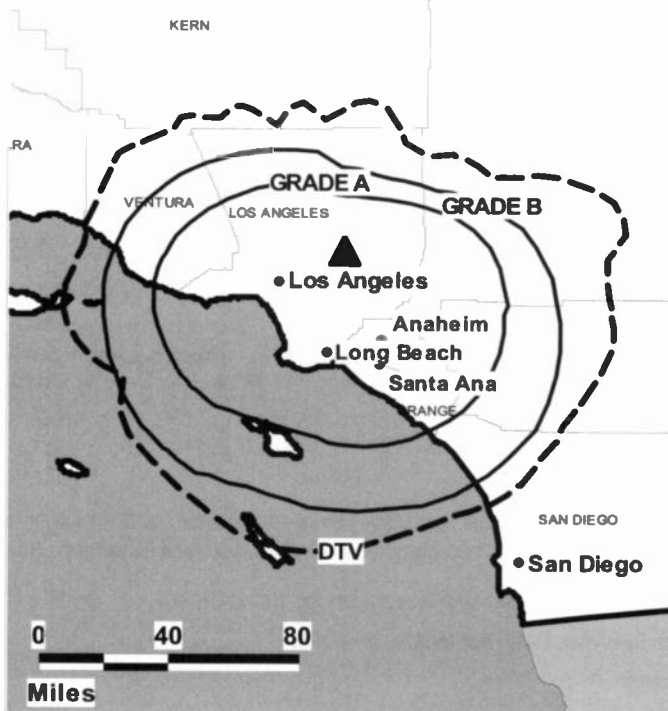 KERN
RA
VENTURA
GRADE A
LOS ANGELES
GRADE B
Los Angeles
Anaheim
Long Beach
Santa Ana
ORANGE
SAN DIEGO
DTV
San Diego
0 40 80
Miles